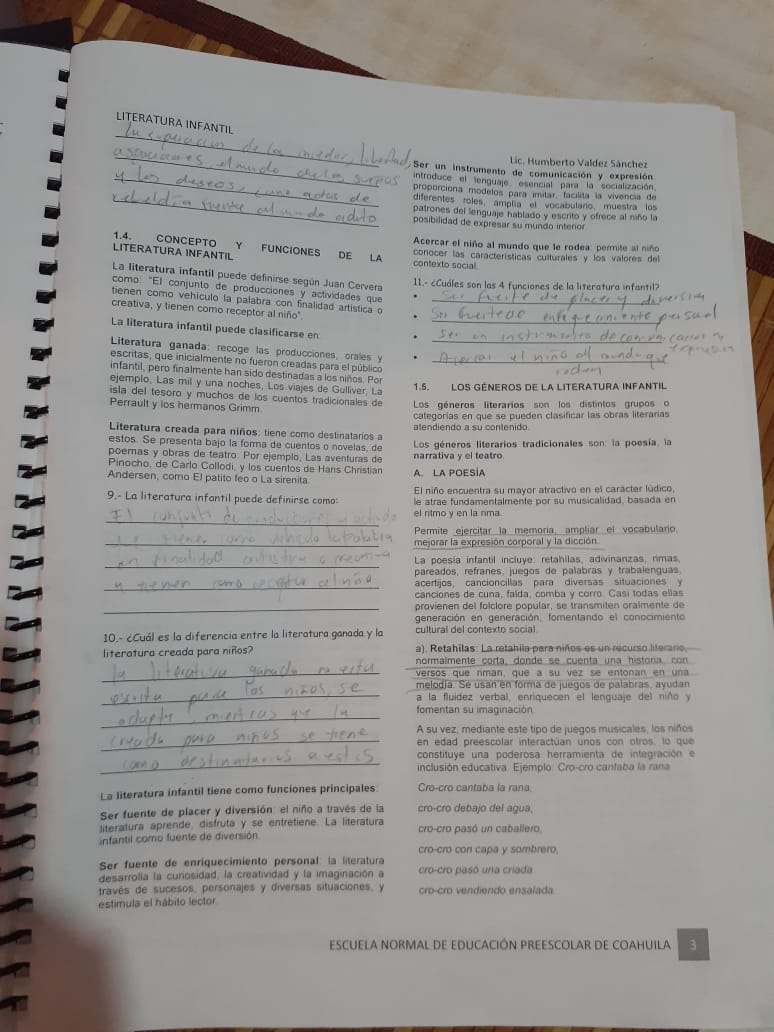 LITERATURA INFANTIL
La superación de los miedos, libertad,
aspiraciones, el mundo de los sueños
y los deseos, como actos de
rebeldía frente al mundo adulto
1.4. CONCEPTO Y FUNCIONES DE LA
LITERATURA INFANTIL
La literatura infantil puede definirse según Juan Cervera
como: "El conjunto de producciones y actividades que
tienen como vehículo la palabra con finalidad artística o
creativa, y tienen como receptor al niño".
La literatura infantil puede clasificarse en:
Literatura ganada: recoge las producciones, orales y
escritas, que inicialmente no fueron creadas para el público
infantil, pero finalmente han sido destinadas a los niños. Por
ejemplo, Las mil y una noches, Los viajes de Gulliver, La
isla del tesoro y muchos de los cuentos tradicionales de
Perrault y los hermanos Grimm.
Literatura creada para niños: tiene como destinatarios a
estos. Se presenta bajo la forma de cuentos o novelas, de
poemas y obras de teatro. Por ejemplo, Las aventuras de
Pinocho, de Carlo Collodi, y los cuentos de Hans Christian
Andersen, como El patito feo o La sirenita.
9.- La literatura infantil puede definirse como:
El conjunto de producciones y activida
que tienen como vehiculo la palabra
con finalidad artistica o creativa
y tienen como receptor al niño
10.- ¿Cuál es la diferencia entre la literatura ganada y la
literatura creada para niños?
la literatura ganada no esta
escrita para los niños, se
adapta, mientras que la
creada para niños se tiene
como destinatarios a estos
La literatura infantil tiene como funciones principales:
Ser fuente de placer y diversión: el niño a través de la
literatura aprende, disfruta y se entretiene. La literatura
infantil como fuente de diversión.
Ser fuente de enriquecimiento personal: la literatura
desarrolla la curiosidad, la creatividad y la imaginación a
través de sucesos, personajes y diversas situaciones, y
estimula el hábito lector.
Lic. Humberto Valdez Sánchez
Ser un instrumento de comunicación y expresión:
introduce el lenguaje, esencial para la socialización,
proporciona modelos para imitar, facilita la vivencia de
diferentes roles, amplia el vocabulario, muestra los
patrones del lenguaje hablado y escrito y ofrece al niño la
posibilidad de expresar su mundo interior.
Acercar el niño al mundo que le rodea: permite al niño
conocer las características culturales y los valores del
contexto social.
11.- ¿Cuáles son las 4 funciones de la literatura infantil?
• Ser fuente de placer y diversión
• Ser fuente de enriquecimiento personal
• Ser un instrumento de comunicacion y
expresion
• Acercar el niño al mundo que
rodean
1.5. LOS GÉNEROS DE LA LITERATURA INFANTIL
Los géneros literarios son los distintos grupos o
categorías en que se pueden clasificar las obras literarias
atendiendo a su contenido.
Los géneros literarios tradicionales son: la poesía, la
narrativa y el teatro.
A. LA POESÍA
El niño encuentra su mayor atractivo en el carácter lúdico,
le atrae fundamentalmente por su musicalidad, basada en
el ritmo y en la rima.
Permite ejercitar la memoria, ampliar el vocabulario,
mejorar la expresión corporal y la dicción.
La poesía infantil incluye: retahílas, adivinanzas, rimas,
pareados, refranes, juegos de palabras y trabalenguas,
acertijos, cancioncillas para diversas situaciones y
canciones de cuna, falda, comba y corro. Casi todas ellas
provienen del folclore popular, se transmiten oralmente de
generación en generación, fomentando el conocimiento
cultural del contexto social.
a). Retahílas: La retahíla para niños es un recurso literario,
normalmente corta, donde se cuenta una historia, con
versos que riman, que a su vez se entonan en una
melodía. Se usan en forma de juegos de palabras, ayudan
a la fluidez verbal, enriquecen el lenguaje del niño y
fomentan su imaginación.
A su vez, mediante este tipo de juegos musicales, los niños
en edad preescolar interactúan unos con otros, lo que
constituye una poderosa herramienta de integración e
inclusión educativa. Ejemplo: Cro-cro cantaba la rana
Cro-cro cantaba la rana,
cro-cro debajo del agua,
cro-cro pasó un caballero,
cro-cro con capa y sombrero,
cro-cro pasó una criada
cro-cro vendiendo ensalada.
ESCUELA NORMAL DE EDUCACIÓN PREESCOLAR DE COAHUILA 3